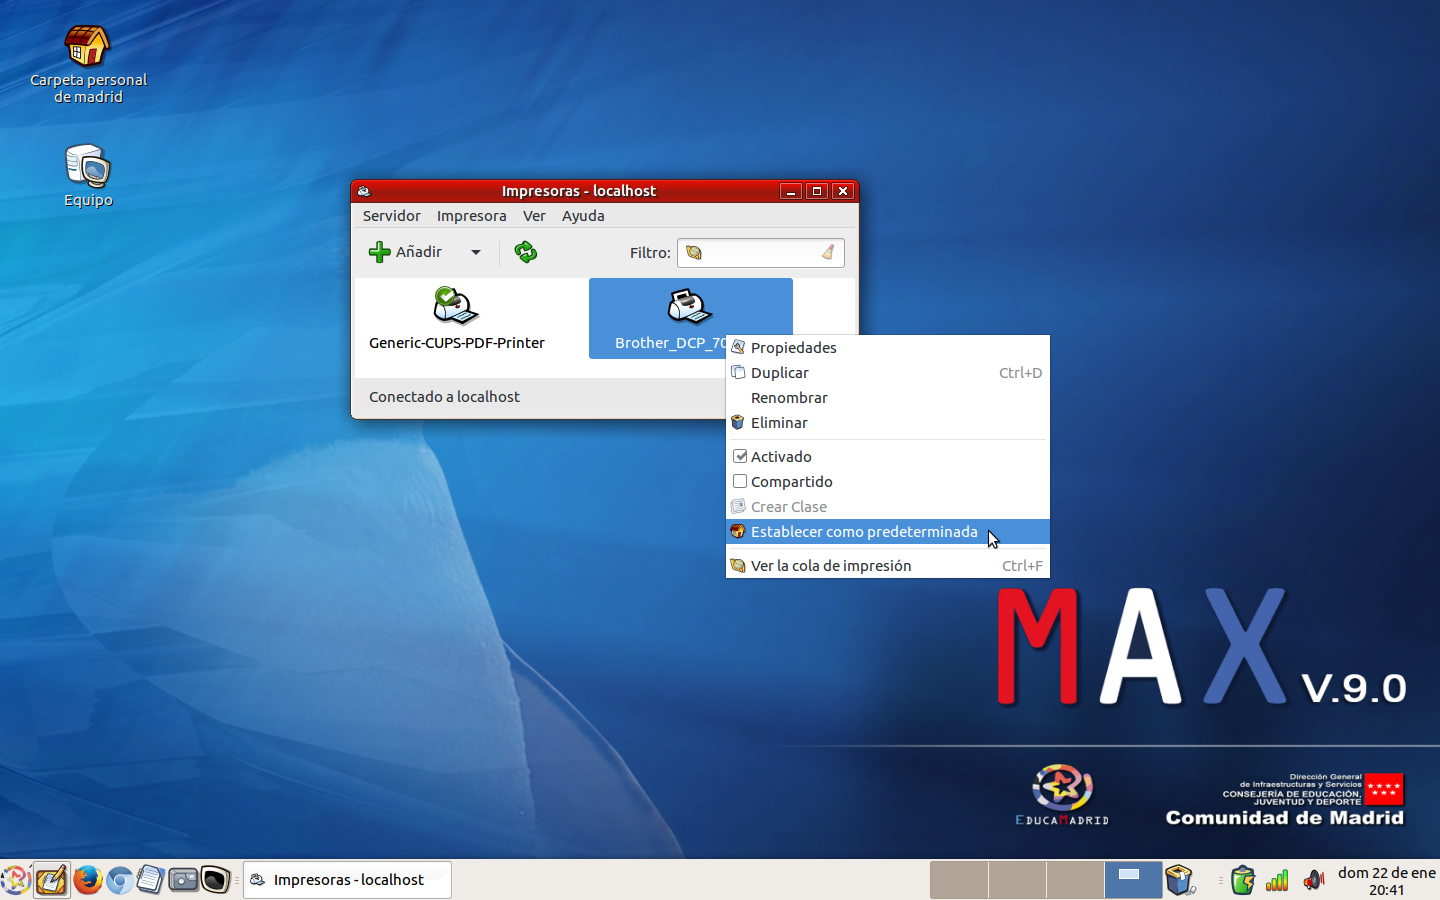 Carpeta personal
de madrid
Equipo
Impresoras - localhost
Servidor Impresora Ver Ayuda
Añadir Filtro:
Generic-CUPS-PDF-Printer
Brother_DCP_70
Conectado a localhost
Propiedades
Duplicar Ctrl+D
Renombrar
Eliminar
Activado
Compartido
Crear Clase
Establecer como predeterminada
Ver la cola de impresión Ctrl+F
MAX V.9.0
EDUCAMADRID
Dirección General
de Infraestructuras y Servicios
CONSEJERÍA DE EDUCACIÓN,
JUVENTUD Y DEPORTE
Comunidad de Madrid
Impresoras - localhost
dom 22 de ene
20:41